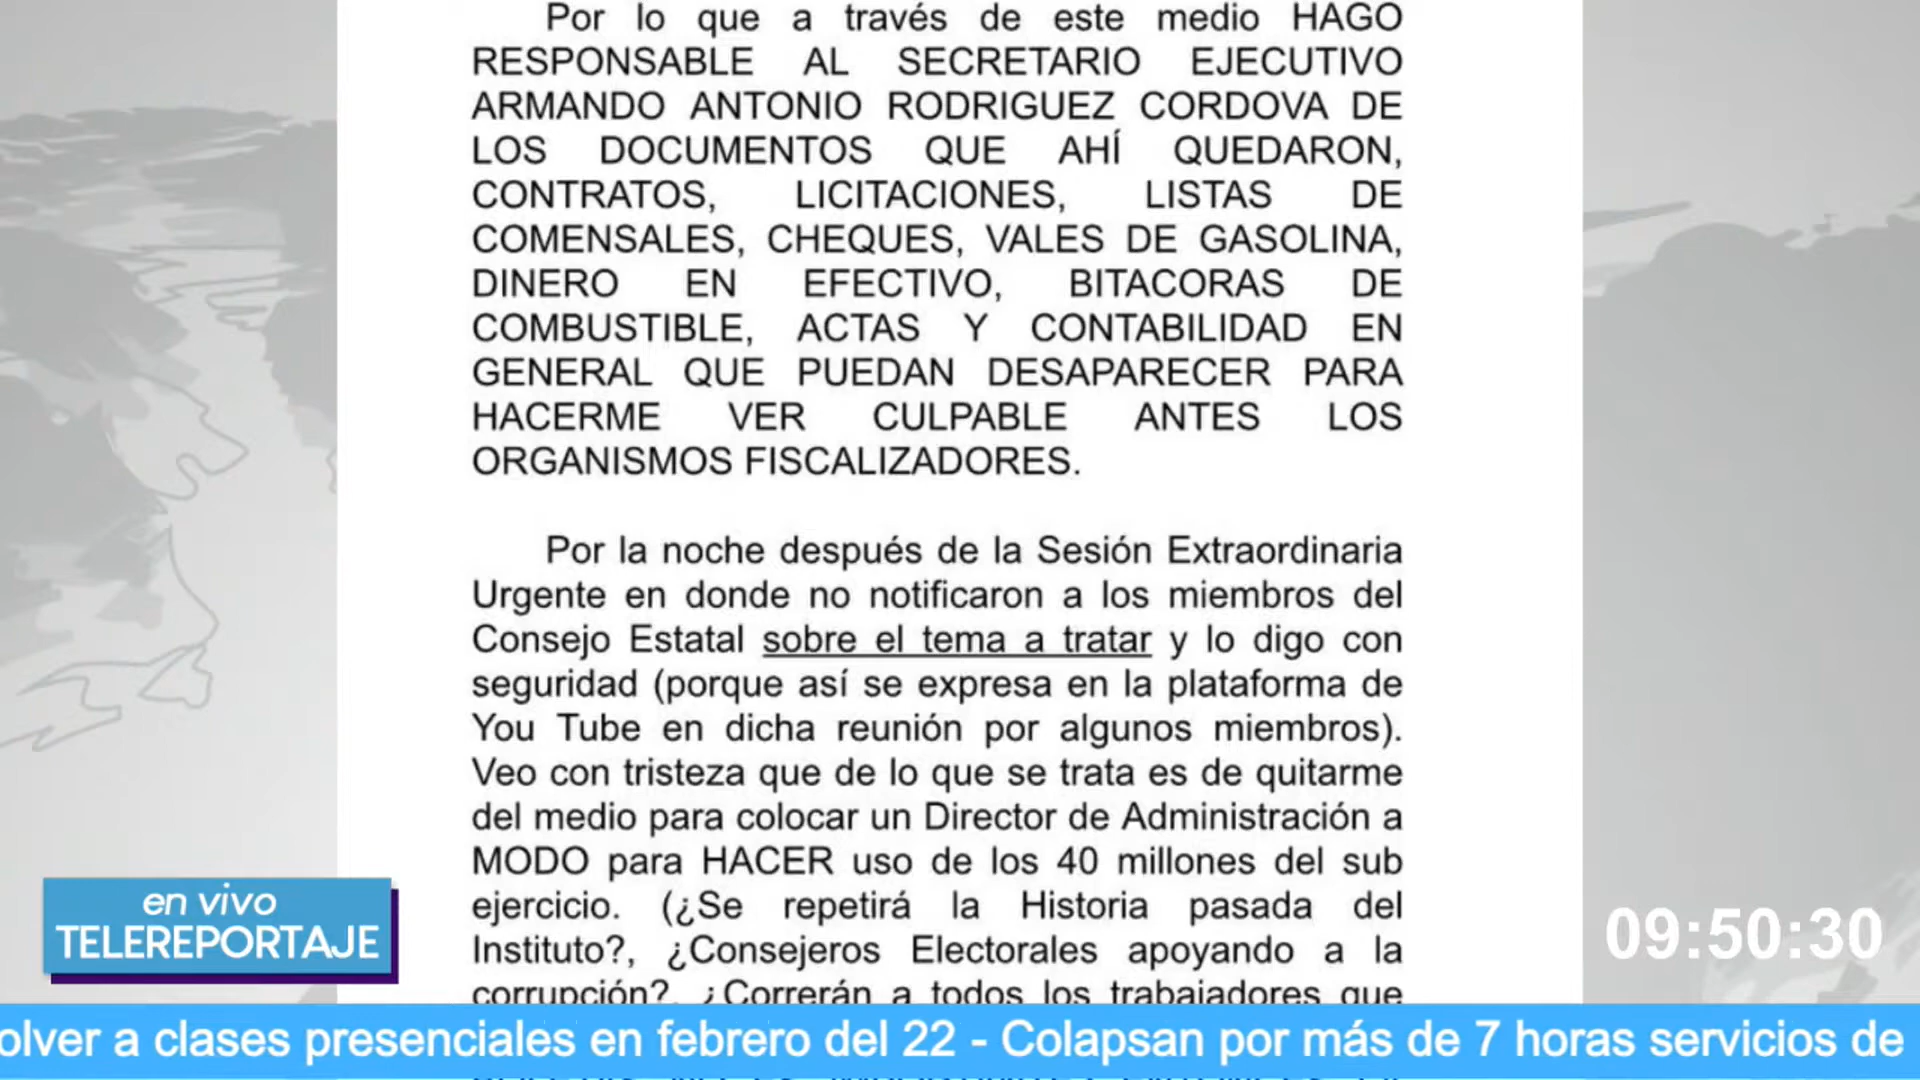 Por lo que a través de este medio HAGO
RESPONSABLE AL SECRETARIO EJECUTIVO
ARMANDO ANTONIO RODRIGUEZ CORDOVA DE
LOS DOCUMENTOS QUE AHÍ QUEDARON,
CONTRATOS, LICITACIONES, LISTAS DE
COMENSALES, CHEQUES, VALES DE GASOLINA,
DINERO EN EFECTIVO, BITACORAS DE
COMBUSTIBLE, ACTAS Y CONTABILIDAD EN
GENERAL QUE PUEDAN DESAPARECER PARA
HACERME VER CULPABLE ANTES LOS
ORGANISMOS FISCALIZADORES.
Por la noche después de la Sesión Extraordinaria
Urgente en donde no notificaron a los miembros del
Consejo Estatal sobre el tema a tratar y lo digo con
seguridad (porque así se expresa en la plataforma de
You Tube en dicha reunión por algunos miembros).
Veo con tristeza que de lo que se trata es de quitarme
del medio para colocar un Director de Administración a
MODO para HACER uso de los 40 millones del sub
ejercicio. (¿Se repetirá la Historia pasada del
Instituto?, ¿Consejeros Electorales apoyando a la
corrupción?, ¿Correrán a todos los trabajadores que
en vivo
TELEREPORTAJE
09:50:30
olver a clases presenciales en febrero del 22 - Colapsan por más de 7 horas servicios de